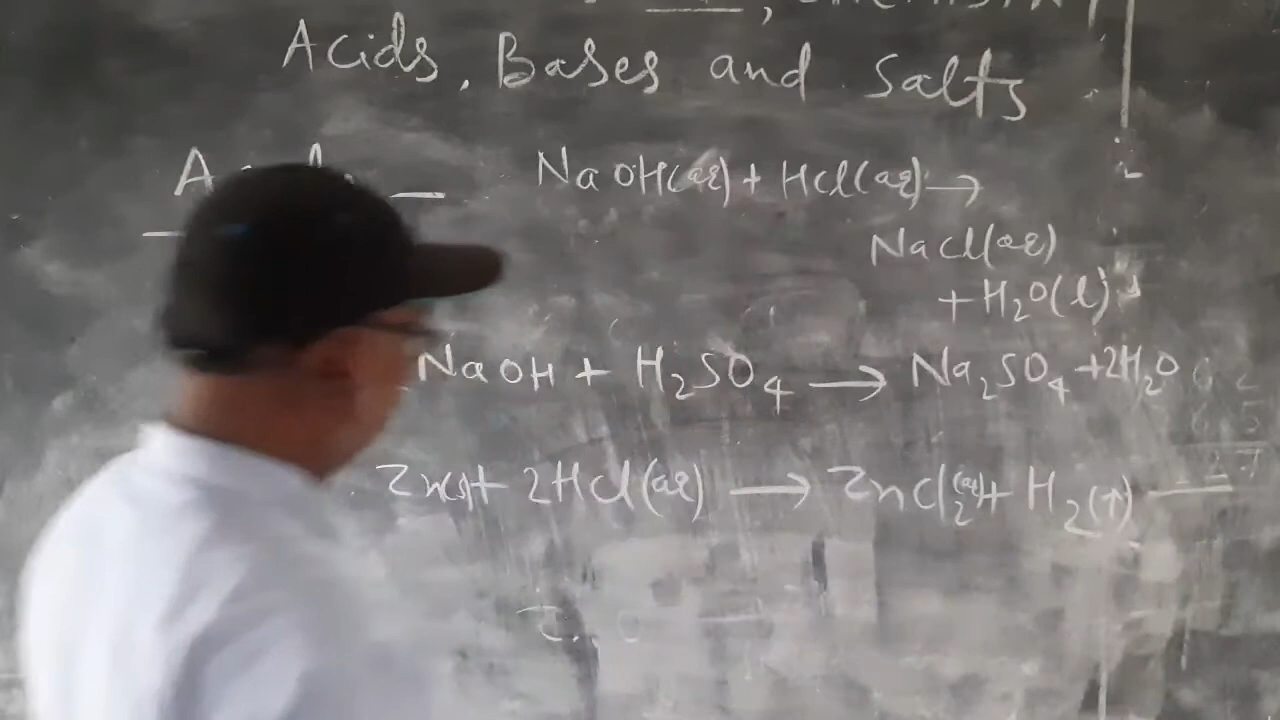 Acids, Bases and Salts
NaOH(aq) + HCl(aq) →
NaCl(aq)
+ H₂O(l)
NaOH + H₂SO₄ → Na₂SO₄ + 2H₂O
Zn(s) + 2HCl(aq) → ZnCl₂(aq) + H₂(↑)